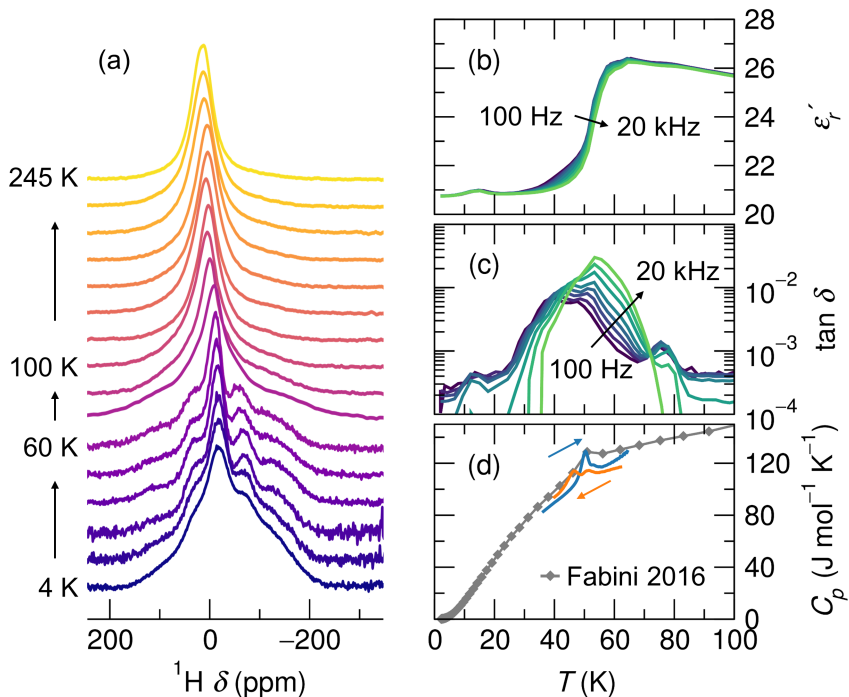 (a)
245 K
100 K
60 K
4 K
200 0 −200
¹H δ (ppm)
(b)
100 Hz
20 kHz
28
26
24
22
20
εᵣ′
(c)
20 kHz
100 Hz
10⁻²
10⁻³
10⁻⁴
tan δ
(d)
Fabini 2016
120
80
40
0
Cₚ (J mol⁻¹ K⁻¹)
0 20 40 60 80 100
T (K)